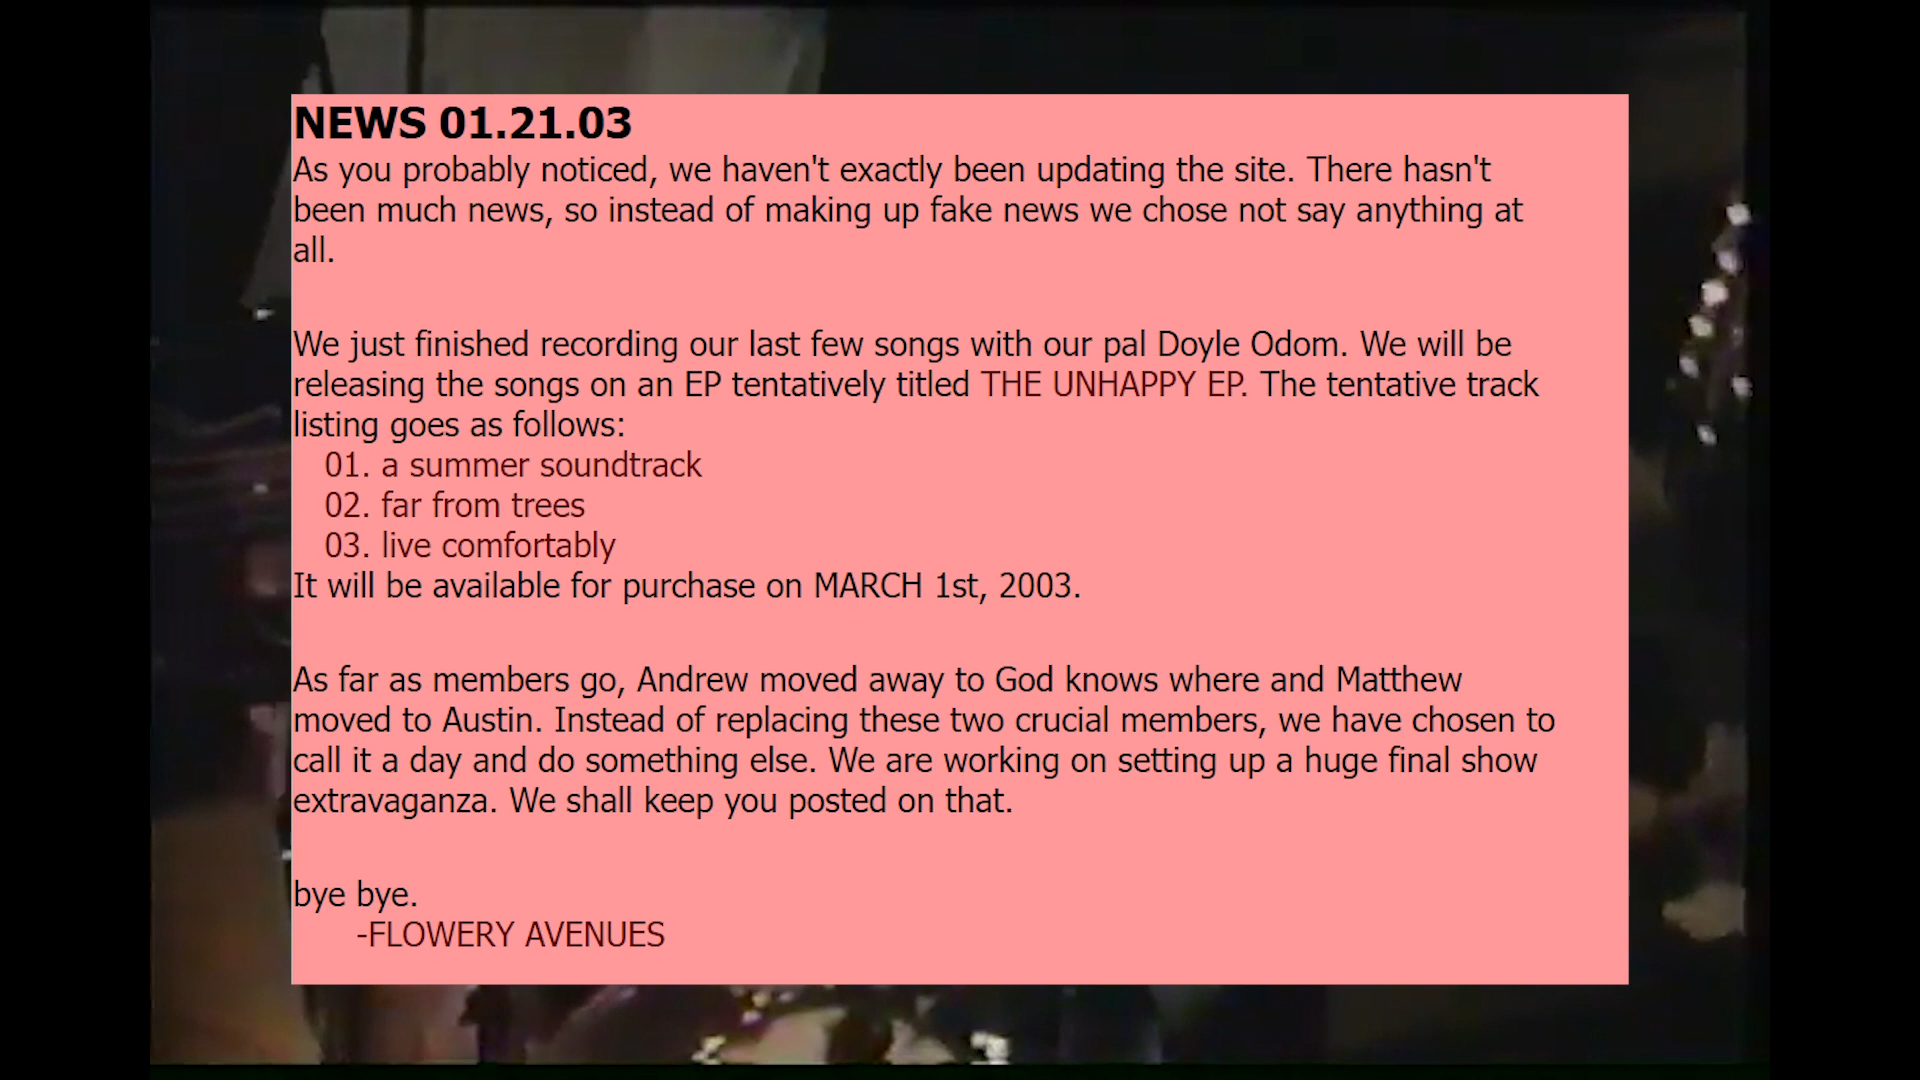 NEWS 01.21.03
As you probably noticed, we haven't exactly been updating the site. There hasn't
been much news, so instead of making up fake news we chose not say anything at
all.
We just finished recording our last few songs with our pal Doyle Odom. We will be
releasing the songs on an EP tentatively titled THE UNHAPPY EP. The tentative track
listing goes as follows:
01. a summer soundtrack
02. far from trees
03. live comfortably
It will be available for purchase on MARCH 1st, 2003.
As far as members go, Andrew moved away to God knows where and Matthew
moved to Austin. Instead of replacing these two crucial members, we have chosen to
call it a day and do something else. We are working on setting up a huge final show
extravaganza. We shall keep you posted on that.
bye bye.
-FLOWERY AVENUES